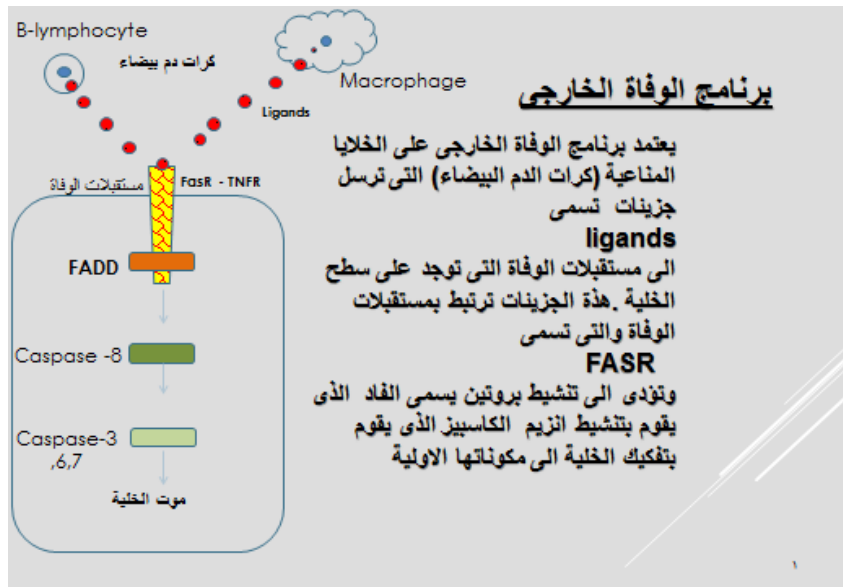 B-lymphocyte
كرات دم بيضاء
Macrophage
Ligands
مستقبلات الوفاة
FasR - TNFR
FADD
Caspase -8
Caspase-3
,6,7
موت الخلية
برنامج الوفاة الخارجى
يعتمد برنامج الوفاة الخارجى على الخلايا
المناعية (كرات الدم البيضاء) التى ترسل
جزينات تسمى
ligands
الى مستقبلات الوفاة التى توجد على سطح
الخلية .هذة الجزينات ترتبط بمستقبلات
الوفاة والتى تسمى
FASR
وتؤدى الى تنشيط بروتين يسمى الفاد الذى
يقوم بتنشيط انزيم الكاسبيز الذى يقوم
بتفكيك الخلية الى مكوناتها الاولية
١